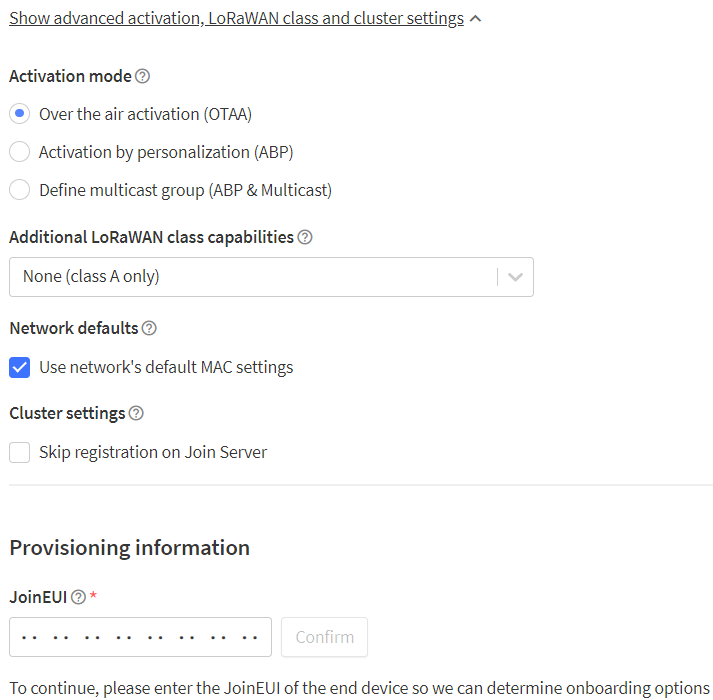 Show advanced activation, LoRaWAN class and cluster settings
Activation mode
Over the air activation (OTAA)
Activation by personalization (ABP)
Define multicast group (ABP & Multicast)
Additional LoRaWAN class capabilities
None (class A only)
Network defaults
Use network's default MAC settings
Cluster settings
Skip registration on Join Server
Provisioning information
JoinEUI *
·· ·· ·· ·· ·· ·· ·· ·· Confirm
To continue, please enter the JoinEUI of the end device so we can determine onboarding options